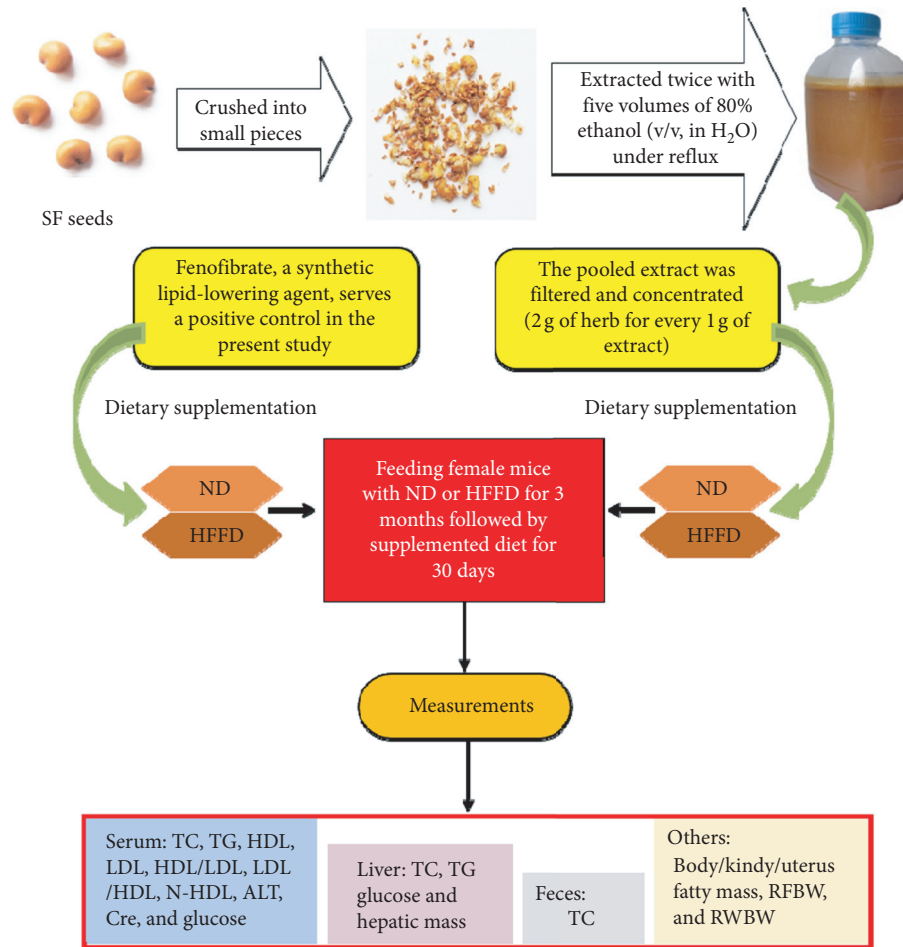 SF seeds
Crushed into
small pieces
Extracted twice with
five volumes of 80%
ethanol (v/v, in H₂O)
under reflux
Fenofibrate, a synthetic
lipid-lowering agent, serves
a positive control in the
present study
The pooled extract was
filtered and concentrated
(2 g of herb for every 1 g of
extract)
Dietary supplementation
Dietary supplementation
ND
HFFD
Feeding female mice
with ND or HFFD for 3
months followed by
supplemented diet for
30 days
ND
HFFD
Measurements
Serum: TC, TG, HDL,
LDL, HDL/LDL, LDL
/HDL, N-HDL, ALT,
Cre, and glucose
Liver: TC, TG
glucose and
hepatic mass
Feces:
TC
Others:
Body/kindy/uterus
fatty mass, RFBW,
and RWBW